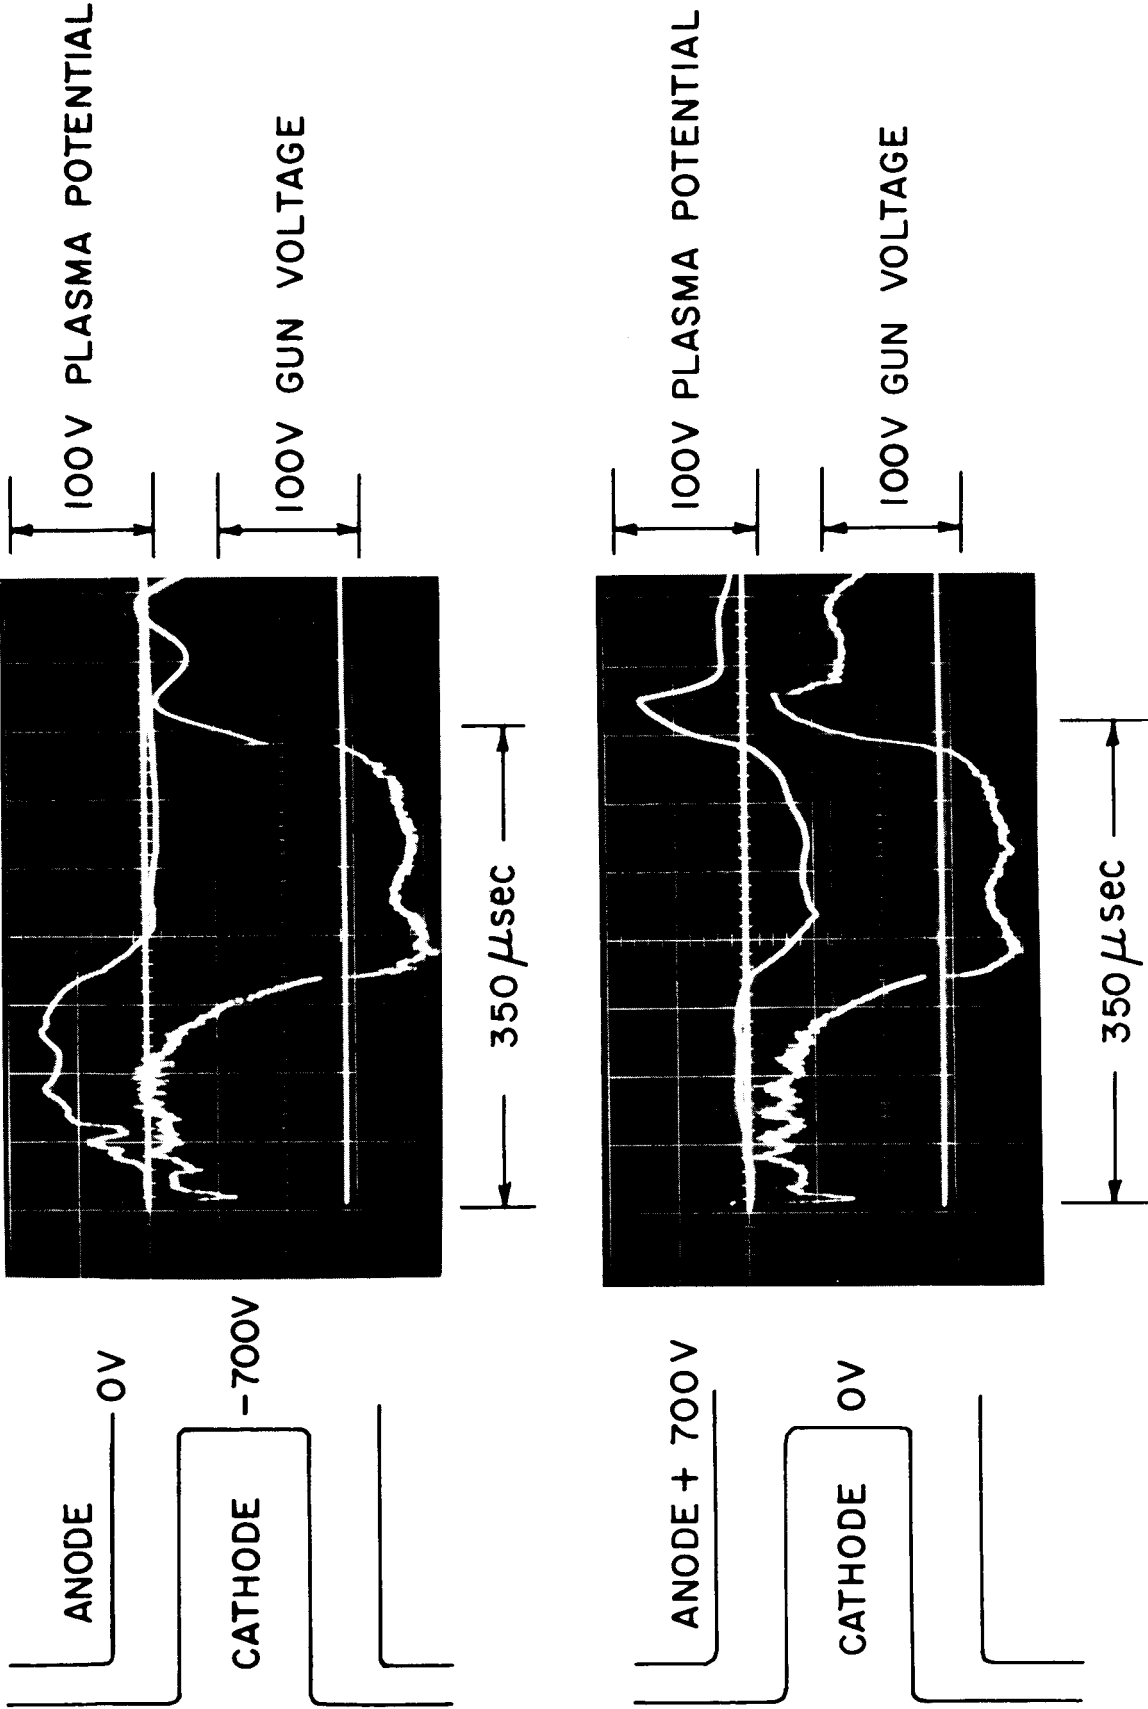 100V PLASMA POTENTIAL
100V GUN VOLTAGE
350 μsec
ANODE
0V
CATHODE
-700V
100V PLASMA POTENTIAL
100V GUN VOLTAGE
350 μsec
ANODE + 700V
CATHODE
0V